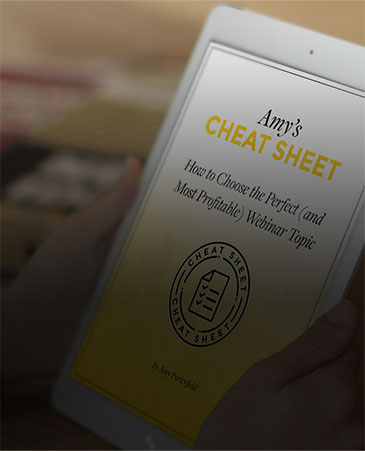 Amy's
CHEAT SHEET
How to Choose the Perfect (and
Most Profitable) Webinar Topic
CHEAT SHEET
CHEAT SHEET
by Amy Porterfield